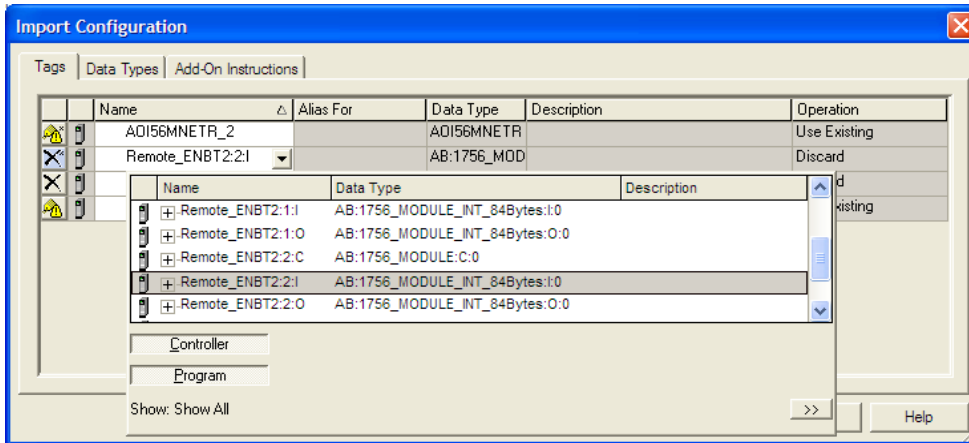 Import Configuration
Tags Data Types Add-On Instructions
Name Alias For Data Type Description Operation
AOI56MNETR_2 AOI56MNETR Use Existing
Remote_ENBT2:2:I AB:1756_MOD Discard
Name Data Type Description d
Remote_ENBT2:1:I AB:1756_MODULE_INT_84Bytes:I:0 xisting
Remote_ENBT2:1:O AB:1756_MODULE_INT_84Bytes:O:0
Remote_ENBT2:2:C AB:1756_MODULE:C:0
Remote_ENBT2:2:I AB:1756_MODULE_INT_84Bytes:I:0
Remote_ENBT2:2:O AB:1756_MODULE_INT_84Bytes:O:0
Controller
Program
Show: Show All >>
Help